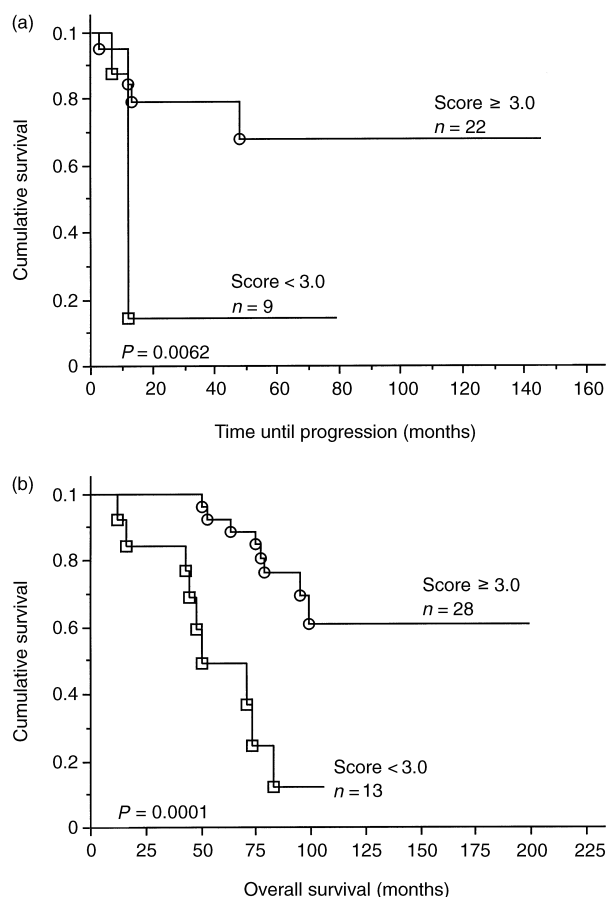 (a)
0.1
0.8
0.6
0.4
0.2
0
Cumulative survival
Score ≥ 3.0
n = 22
Score < 3.0
n = 9
P = 0.0062
0 20 40 60 80 100 120 140 160
Time until progression (months)
(b)
0.1
0.8
0.6
0.4
0.2
0
Cumulative survival
Score ≥ 3.0
n = 28
Score < 3.0
n = 13
P = 0.0001
0 25 50 75 100 125 150 175 200 225
Overall survival (months)